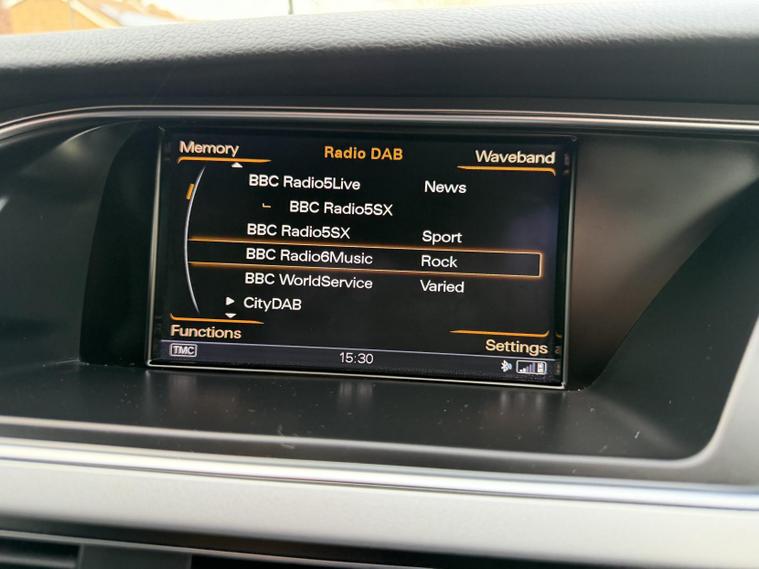 Memory Radio DAB Waveband
BBC Radio5Live News
BBC Radio5SX
BBC Radio5SX Sport
BBC Radio6Music Rock
BBC WorldService Varied
CityDAB
Functions Settings
TMC 15:30